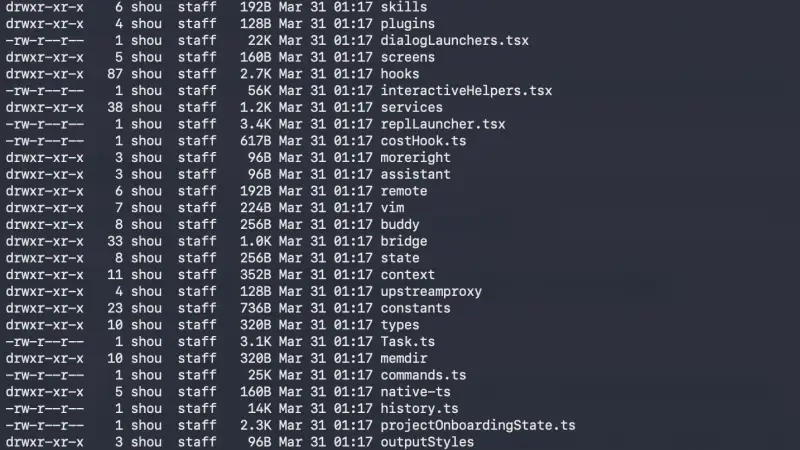 drwxr-xr-x   6 shou  staff   192B Mar 31 01:17 skills
drwxr-xr-x   4 shou  staff   128B Mar 31 01:17 plugins
-rw-r--r--   1 shou  staff    22K Mar 31 01:17 dialogLaunchers.tsx
drwxr-xr-x   5 shou  staff   160B Mar 31 01:17 screens
drwxr-xr-x  87 shou  staff   2.7K Mar 31 01:17 hooks
-rw-r--r--   1 shou  staff    56K Mar 31 01:17 interactiveHelpers.tsx
drwxr-xr-x  38 shou  staff   1.2K Mar 31 01:17 services
-rw-r--r--   1 shou  staff   3.4K Mar 31 01:17 replLauncher.tsx
-rw-r--r--   1 shou  staff   617B Mar 31 01:17 costHook.ts
drwxr-xr-x   3 shou  staff    96B Mar 31 01:17 moreright
drwxr-xr-x   3 shou  staff    96B Mar 31 01:17 assistant
drwxr-xr-x   6 shou  staff   192B Mar 31 01:17 remote
drwxr-xr-x   7 shou  staff   224B Mar 31 01:17 vim
drwxr-xr-x   8 shou  staff   256B Mar 31 01:17 buddy
drwxr-xr-x  33 shou  staff   1.0K Mar 31 01:17 bridge
drwxr-xr-x   8 shou  staff   256B Mar 31 01:17 state
drwxr-xr-x  11 shou  staff   352B Mar 31 01:17 context
drwxr-xr-x   4 shou  staff   128B Mar 31 01:17 upstreamproxy
drwxr-xr-x  23 shou  staff   736B Mar 31 01:17 constants
drwxr-xr-x  10 shou  staff   320B Mar 31 01:17 types
-rw-r--r--   1 shou  staff   3.1K Mar 31 01:17 Task.ts
drwxr-xr-x  10 shou  staff   320B Mar 31 01:17 memdir
-rw-r--r--   1 shou  staff    25K Mar 31 01:17 commands.ts
drwxr-xr-x   5 shou  staff   160B Mar 31 01:17 native-ts
-rw-r--r--   1 shou  staff    14K Mar 31 01:17 history.ts
-rw-r--r--   1 shou  staff   2.3K Mar 31 01:17 projectOnboardingState.ts
drwxr-xr-x   3 shou  staff    96B Mar 31 01:17 outputStyles